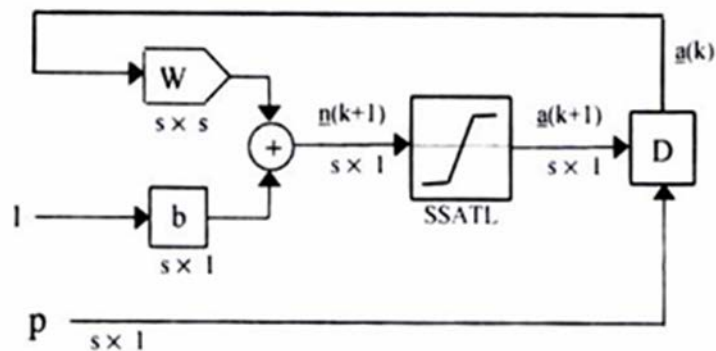 a(k)
W
s × s
n(k+1)
a(k+1)
+
D
s × 1
s × 1
1
b
SSATL
s × 1
p
s × 1